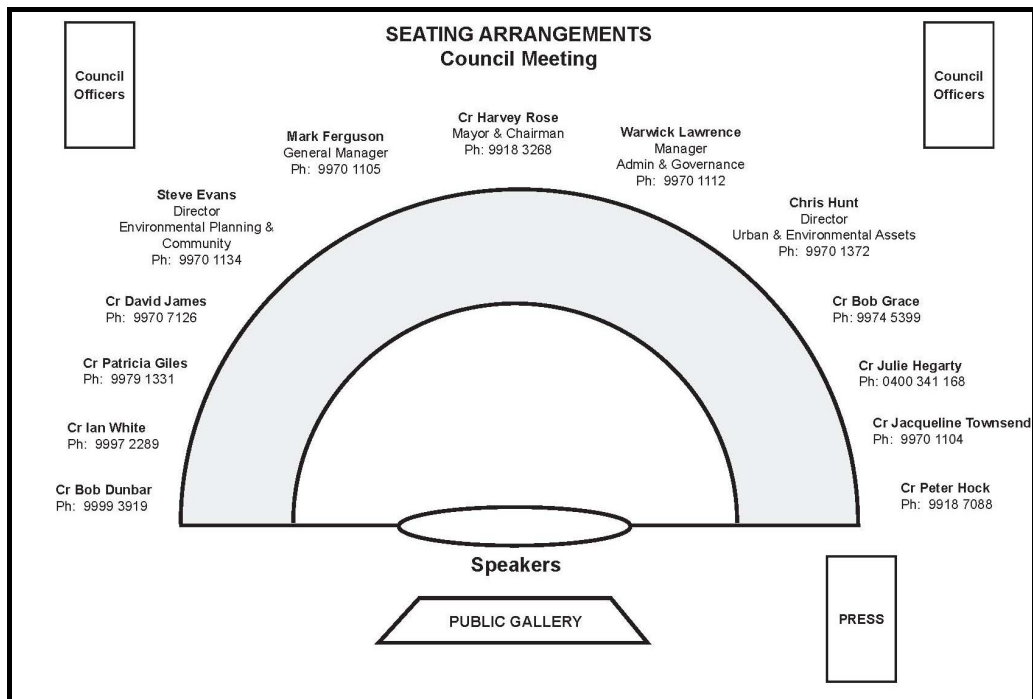 SEATING ARRANGEMENTS
Council Meeting
Council
Officers
Council
Officers
Cr Harvey Rose
Mayor & Chairman
Ph: 9918 3268
Mark Ferguson
General Manager
Ph: 9970 1105
Warwick Lawrence
Manager
Admin & Governance
Ph: 9970 1112
Steve Evans
Director
Environmental Planning &
Community
Ph: 9970 1134
Chris Hunt
Director
Urban & Environmental Assets
Ph: 9970 1372
Cr David James
Ph: 9970 7126
Cr Bob Grace
Ph: 9974 5399
Cr Patricia Giles
Ph: 9979 1331
Cr Julie Hegarty
Ph: 0400 341 168
Cr Ian White
Ph: 9997 2289
Cr Jacqueline Townsend
Ph: 9970 1104
Cr Bob Dunbar
Ph: 9999 3919
Cr Peter Hock
Ph: 9918 7088
Speakers
PUBLIC GALLERY
PRESS